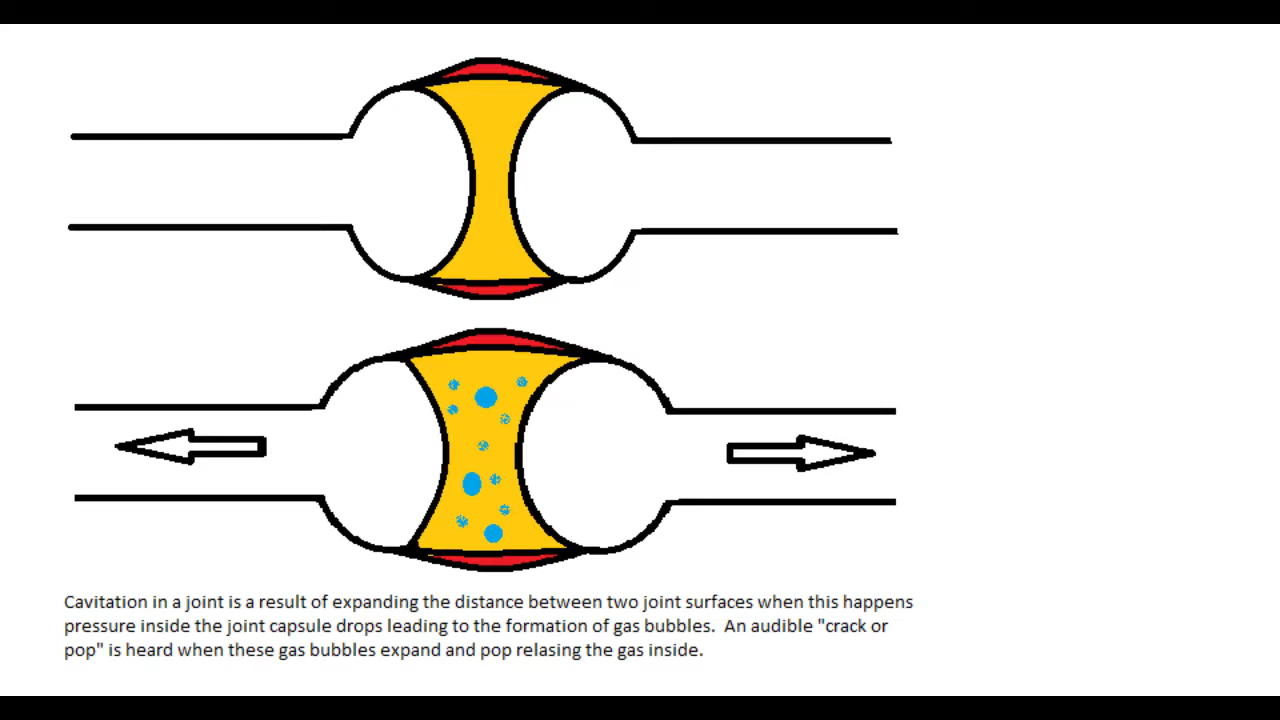 Cavitation in a joint is a result of expanding the distance between two joint surfaces when this happens
pressure inside the joint capsule drops leading to the formation of gas bubbles.  An audible "crack or
pop" is heard when these gas bubbles expand and pop relasing the gas inside.